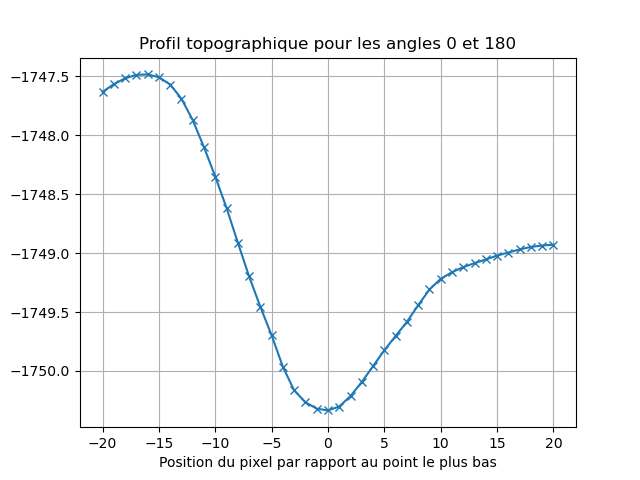 Profil topographique pour les angles 0 et 180
−1747.5
−1748.0
−1748.5
−1749.0
−1749.5
−1750.0
−20 −15 −10 −5 0 5 10 15 20
Position du pixel par rapport au point le plus bas